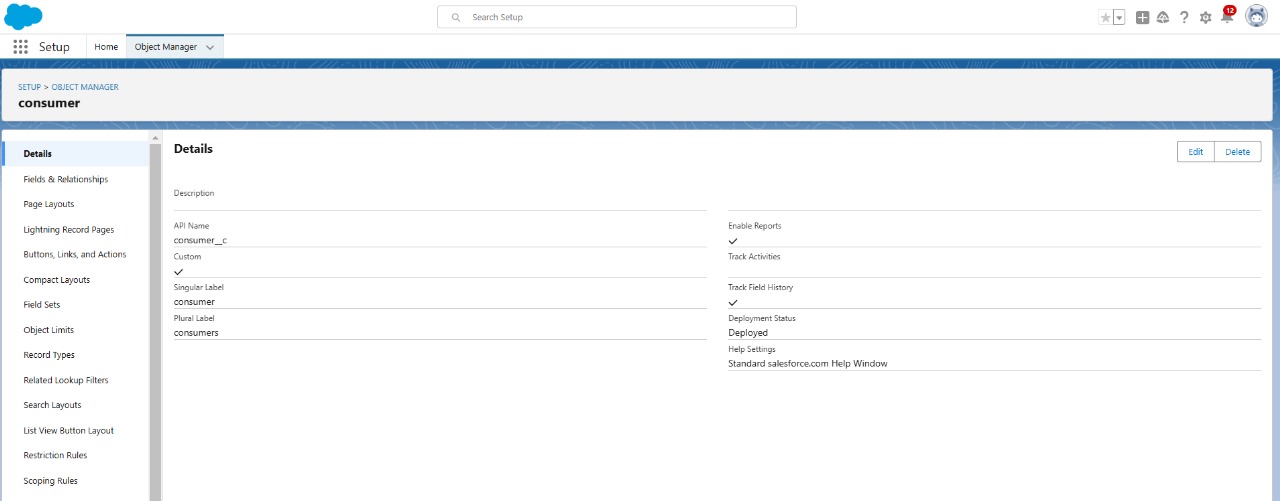 Search Setup
12
Setup
Home
Object Manager
SETUP > OBJECT MANAGER
consumer
Details
Fields & Relationships
Page Layouts
Lightning Record Pages
Buttons, Links, and Actions
Compact Layouts
Field Sets
Object Limits
Record Types
Related Lookup Filters
Search Layouts
List View Button Layout
Restriction Rules
Scoping Rules
Details
Edit
Delete
Description
API Name
consumer__c
Custom
Singular Label
consumer
Plural Label
consumers
Enable Reports
Track Activities
Track Field History
Deployment Status
Deployed
Help Settings
Standard salesforce.com Help Window